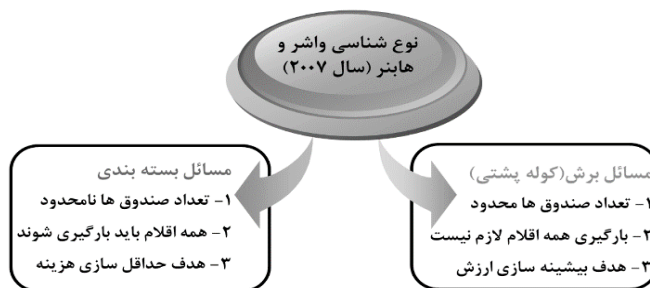 نوع شناسی واشر و
هابنر (سال ۲۰۰۷)
مسائل برش(کوله پشتی)
۱- تعداد صندوق ها محدود
۲- بارگیری همه اقلام لازم نیست
۳- هدف بیشینه سازی ارزش
مسائل بسته بندی
۱- تعداد صندوق ها نامحدود
۲- همه اقلام باید بارگیری شوند
۳- هدف حداقل سازی هزینه